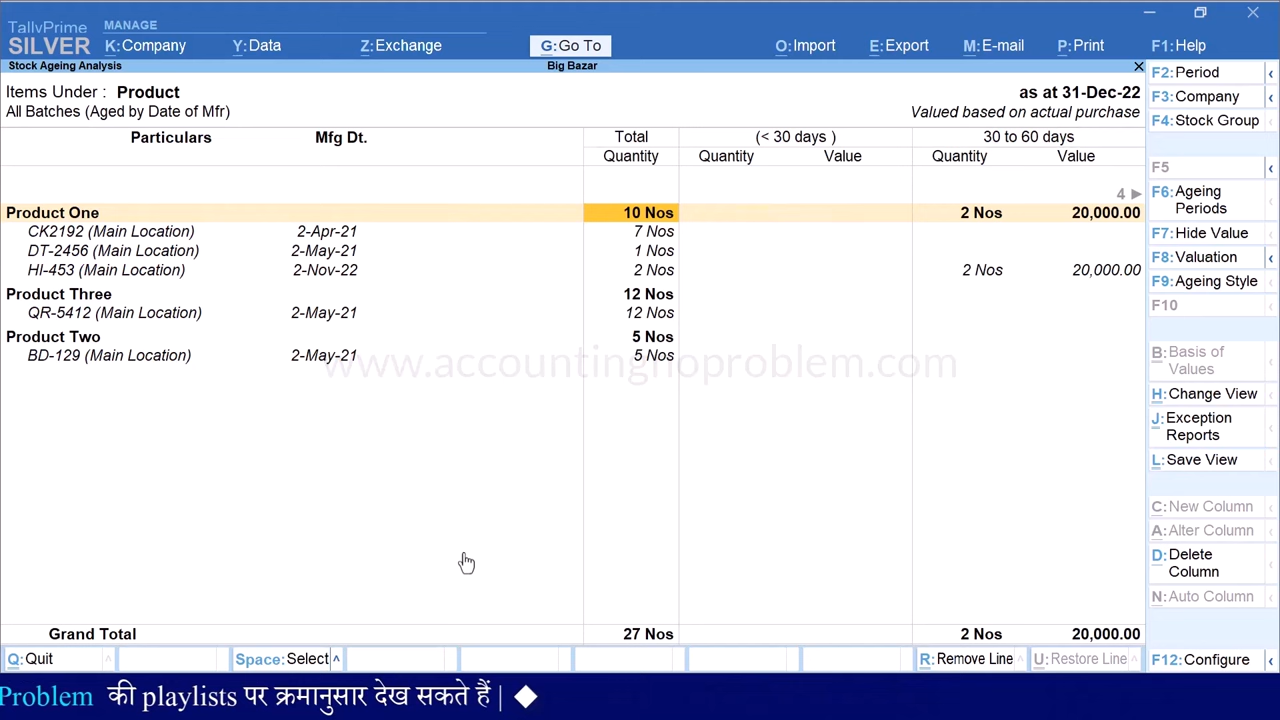 TallyPrime
SILVER
MANAGE
K:Company Y:Data Z:Exchange G:Go To O:Import E:Export M:E-mail P:Print F1:Help
Stock Ageing Analysis Big Bazar
Items Under : Product as at 31-Dec-22
All Batches (Aged by Date of Mfr) Valued based on actual purchase
Particulars Mfg Dt. Total (< 30 days ) 30 to 60 days
Quantity Quantity Value Quantity Value
4 ►
Product One 10 Nos 2 Nos 20,000.00
CK2192 (Main Location) 2-Apr-21 7 Nos
DT-2456 (Main Location) 2-May-21 1 Nos
HI-453 (Main Location) 2-Nov-22 2 Nos 2 Nos 20,000.00
Product Three 12 Nos
QR-5412 (Main Location) 2-May-21 12 Nos
Product Two 5 Nos
BD-129 (Main Location) 2-May-21 5 Nos
www.accountingnoproblem.com
Grand Total 27 Nos 2 Nos 20,000.00
F2:Period
F3:Company
F4:Stock Group
F5
F6:Ageing
Periods
F7:Hide Value
F8:Valuation
F9:Ageing Style
F10
B:Basis of
Values
H:Change View
J:Exception
Reports
L:Save View
C:New Column
A:Alter Column
D:Delete
Column
N:Auto Column
Q:Quit Space:Select R:Remove Line U:Restore Line F12:Configure
Problem की playlists पर क्रमानुसार देख सकते हैं | ◆